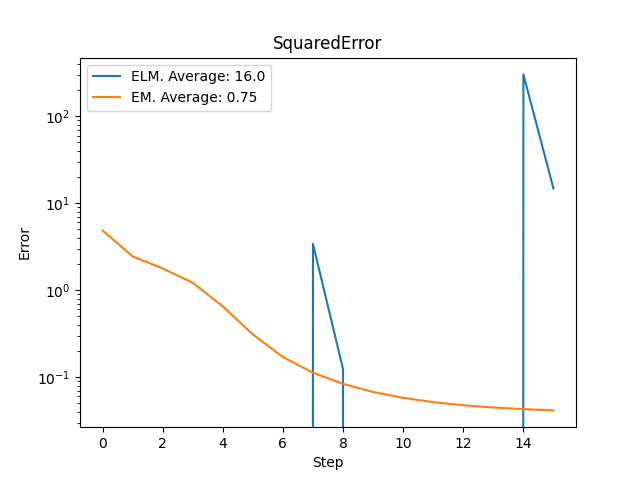 SquaredError
ELM. Average: 16.0
EM. Average: 0.75
10²
10¹
10⁰
10⁻¹
Error
0 2 4 6 8 10 12 14
Step